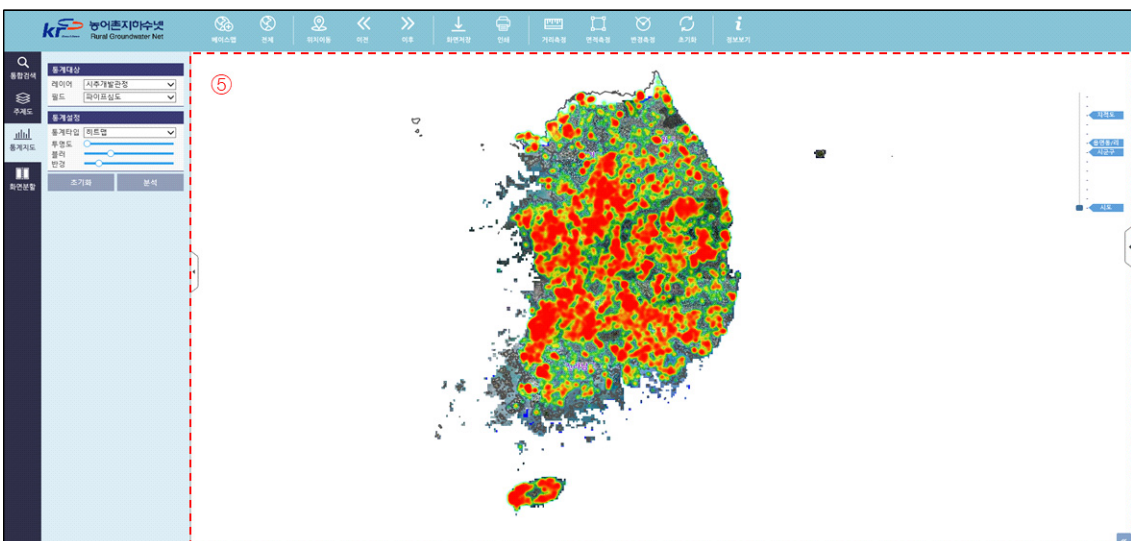 KRC 농어촌지하수넷
Rural Groundwater Net
베이스맵 전체 위치이동 이전 이후 화면저장 인쇄 거리측정 면적측정 반경측정 초기화 정보보기
통합검색
주제도
통계지도
화면분할
통계대상
레이어 시추개발관정
필드 파이프심도
통계설정
통계타입 히트맵
투명도
블러
반경
초기화 분석
⑤
지적도
읍면동/리
시군구
시도